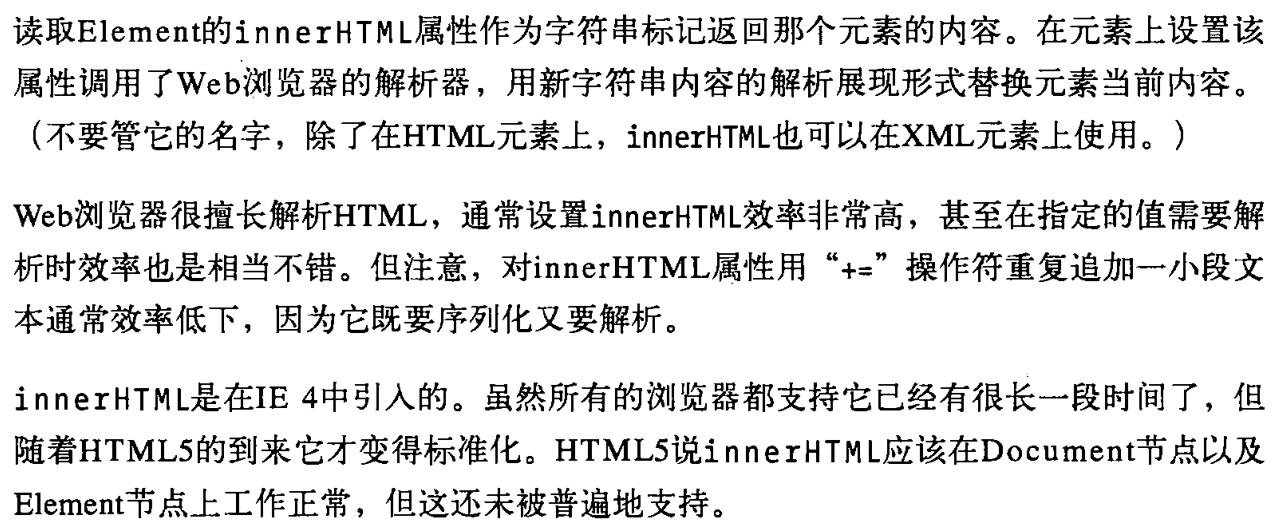 读取Element的innerHTML属性作为字符串标记返回那个元素的内容。在元素上设置该
属性调用了Web浏览器的解析器，用新字符串内容的解析展现形式替换元素当前内容。
（不要管它的名字，除了在HTML元素上，innerHTML也可以在XML元素上使用。）
Web浏览器很擅长解析HTML，通常设置innerHTML效率非常高，甚至在指定的值需要解
析时效率也是相当不错。但注意，对innerHTML属性用“+=”操作符重复追加一小段文
本通常效率低下，因为它既要序列化又要解析。
innerHTML是在IE 4中引入的。虽然所有的浏览器都支持它已经有很长一段时间了，但
随着HTML5的到来它才变得标准化。HTML5说innerHTML应该在Document节点以及
Element节点上工作正常，但这还未被普遍地支持。